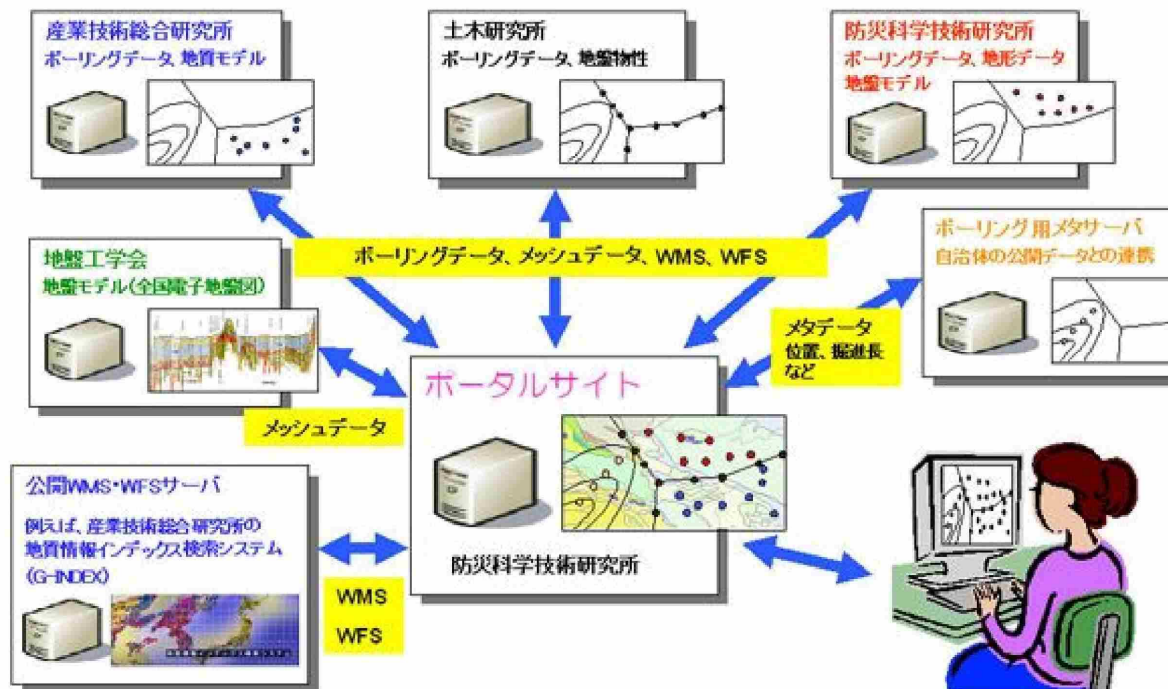 産業技術総合研究所
ボーリングデータ、地質モデル
土木研究所
ボーリングデータ、地盤物性
防災科学技術研究所
ボーリングデータ、地形データ
地盤モデル
ボーリングデータ、メッシュデータ、WMS、WFS
地盤工学会
地盤モデル(全国電子地盤図)
ボーリング用メタサーバ
自治体の公開データとの連携
メタデータ
位置、掘進長
など
メッシュデータ
ポータルサイト
防災科学技術研究所
公開WMS・WFSサーバ
例えば、産業技術総合研究所の
地質情報インデックス検索システム
(G-INDEX)
WMS
WFS